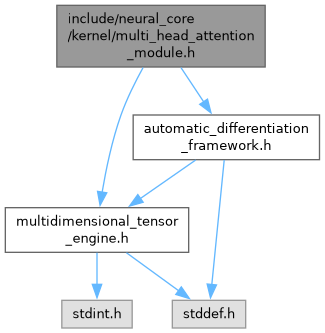 include/neural_core
/kernel/multi_head_attention
_module.h
automatic_differentiation
_framework.h
multidimensional_tensor
_engine.h
stdint.h
stddef.h